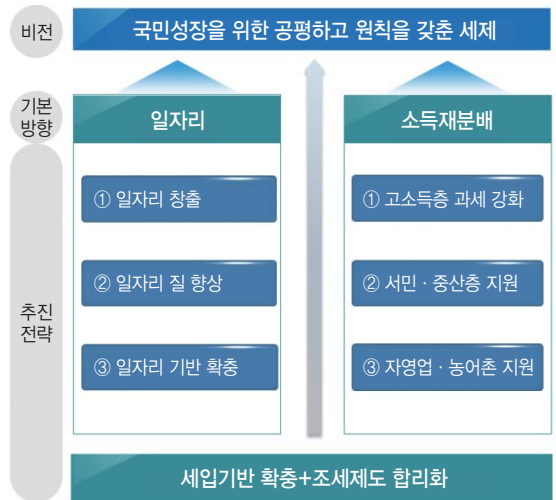 비전
국민성장을 위한 공평하고 원칙을 갖춘 세제
기본
방향
일자리
소득재분배
추진
전략
① 일자리 창출
② 일자리 질 향상
③ 일자리 기반 확충
① 고소득층 과세 강화
② 서민 · 중산층 지원
③ 자영업 · 농어촌 지원
세입기반 확충+조세제도 합리화